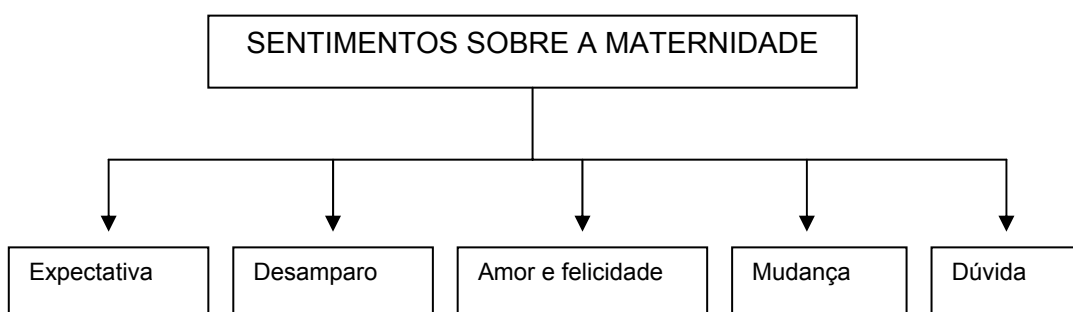 SENTIMENTOS SOBRE A MATERNIDADE
Expectativa
Desamparo
Amor e felicidade
Mudança
Dúvida